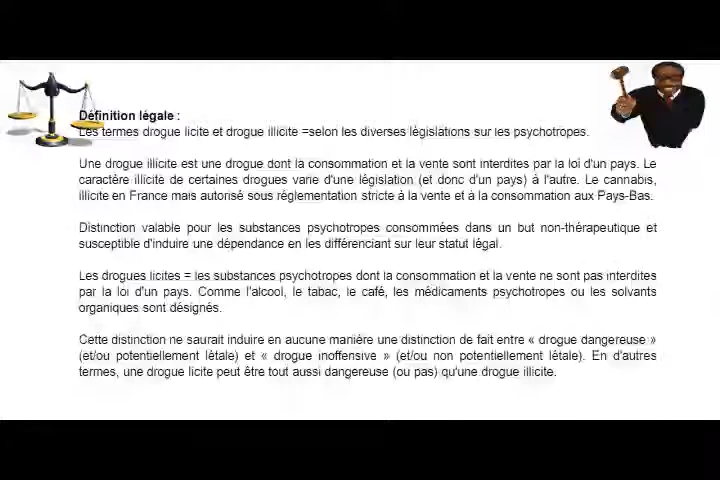 Définition légale :
Les termes drogue licite et drogue illicite =selon les diverses législations sur les psychotropes.
Une drogue illicite est une drogue dont la consommation et la vente sont interdites par la loi d'un pays. Le
caractère illicite de certaines drogues varie d'une législation (et donc d'un pays) à l'autre. Le cannabis,
illicite en France mais autorisé sous réglementation stricte à la vente et à la consommation aux Pays-Bas.
Distinction valable pour les substances psychotropes consommées dans un but non-thérapeutique et
susceptible d'induire une dépendance en les différenciant sur leur statut légal.
Les drogues licites = les substances psychotropes dont la consommation et la vente ne sont pas interdites
par la loi d'un pays. Comme l'alcool, le tabac, le café, les médicaments psychotropes ou les solvants
organiques sont désignés.
Cette distinction ne saurait induire en aucune manière une distinction de fait entre « drogue dangereuse »
(et/ou potentiellement létale) et « drogue inoffensive » (et/ou non potentiellement létale). En d'autres
termes, une drogue licite peut être tout aussi dangereuse (ou pas) qu'une drogue illicite.